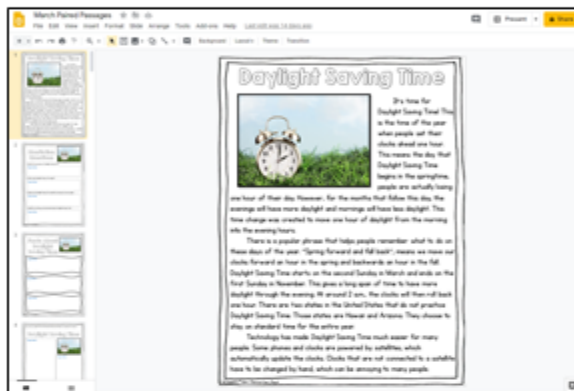 March Paired Passages
File Edit View Insert Format Slide Arrange Tools Add-ons Help Last edit was 14 days ago
Present
Share
Background Layout Theme Transition
Daylight Saving Time
It's time for
Daylight Saving Time! This
is the time of the year
when people set their
clocks ahead one hour.
This means the day that
Daylight Saving Time
begins in the springtime,
people are actually losing
one hour of their day. However, for the months that follow this day, the
evenings will have more daylight and mornings will have less daylight. This
time change was created to move one hour of daylight from the morning
into the evening hours.
There is a popular phrase that helps people remember what to do on
these days of the year. "Spring forward and fall back", means we move our
clocks forward an hour in the spring and backwards an hour in the fall.
Daylight Saving Time starts on the second Sunday in March and ends on the
first Sunday in November. This gives a long span of time to have more
daylight through the evening. At around 2 a.m., the clocks will then roll back
one hour. There are two states in the United States that do not practice
Daylight Saving Time. Those states are Hawaii and Arizona. They choose to
stay on standard time for the entire year.
Technology has made Daylight Saving Time much easier for many
people. Some phones and clocks are powered by satellites, which
automatically update the clocks. Clocks that are not connected to a satellite
have to be changed by hand, which can be annoying to many people.